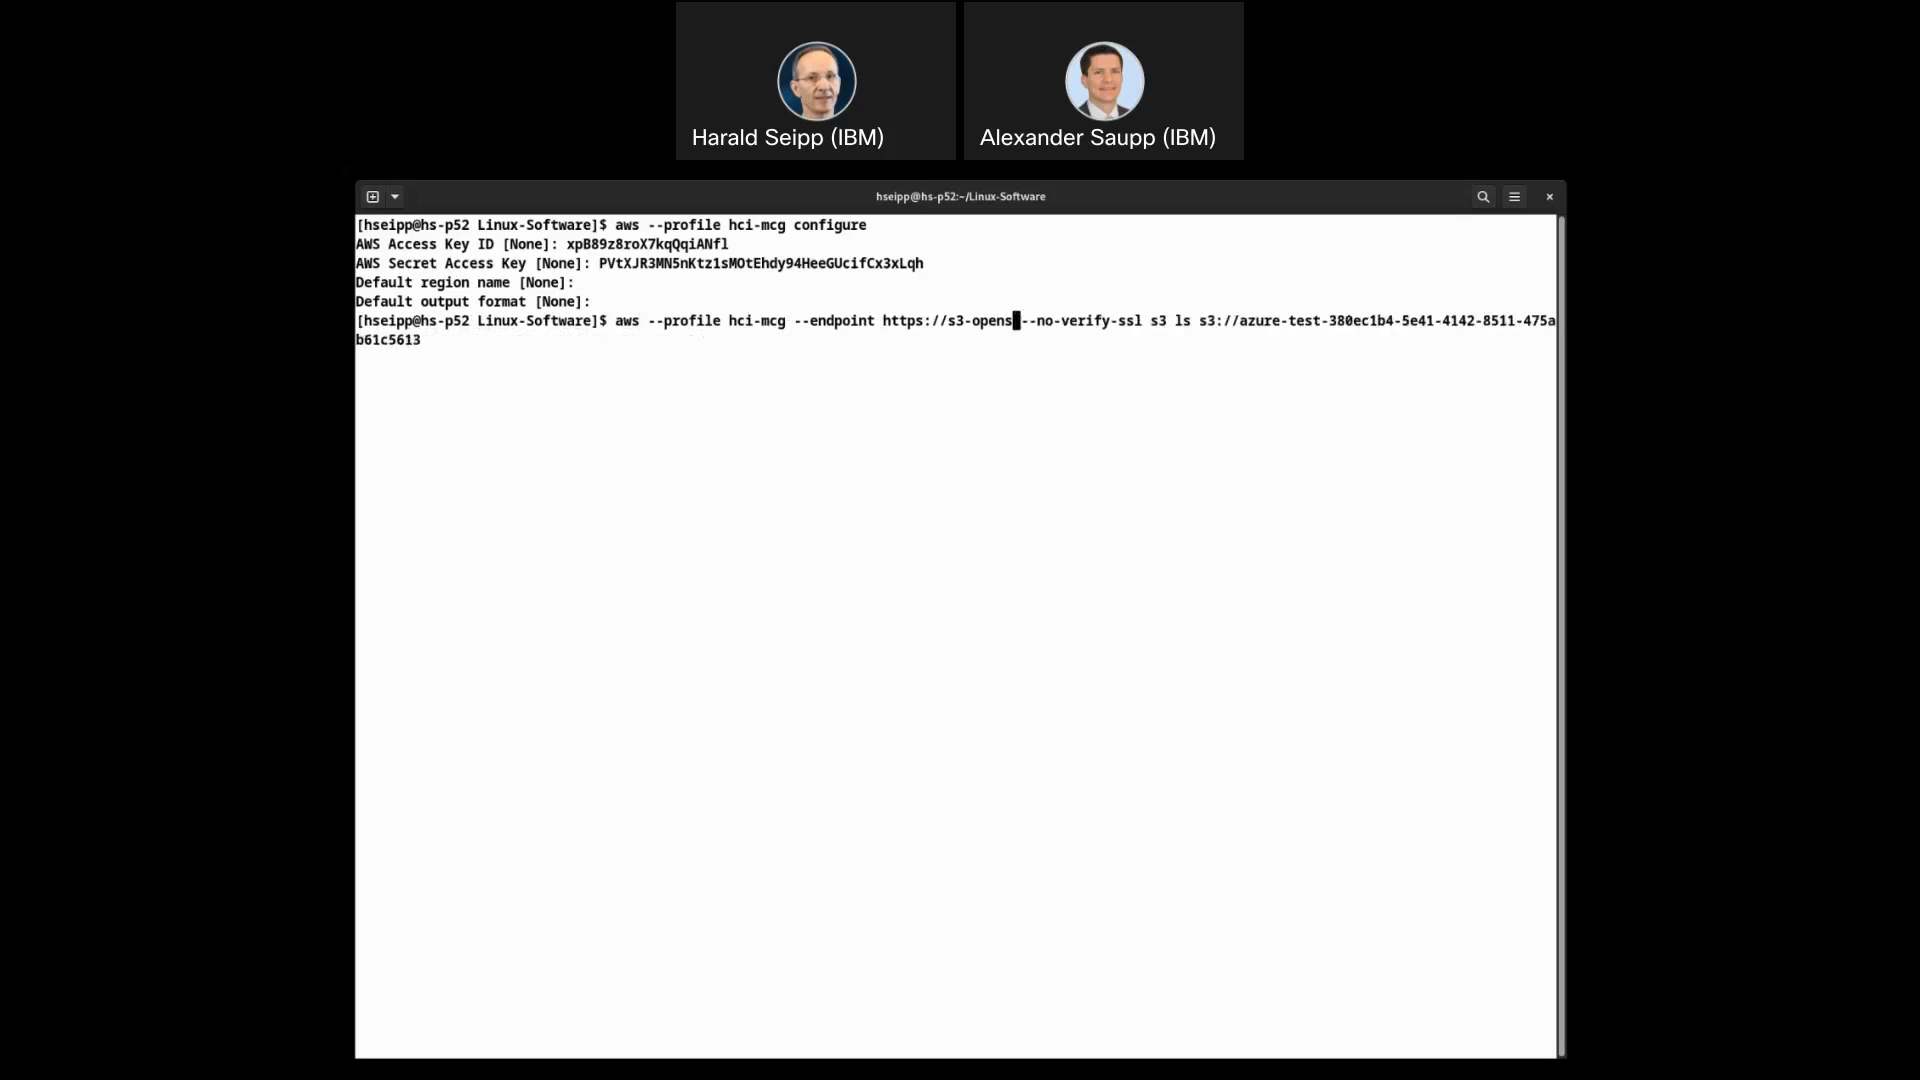 Harald Seipp (IBM)
Alexander Saupp (IBM)
hseipp@hs-p52:~/Linux-Software
[hseipp@hs-p52 Linux-Software]$ aws --profile hci-mcg configure
AWS Access Key ID [None]: xpB89z8roX7kqQqiANfl
AWS Secret Access Key [None]: PVtXJR3MN5nKtz1sMOtEhdy94HeeGUcifCx3xLqh
Default region name [None]:
Default output format [None]:
[hseipp@hs-p52 Linux-Software]$ aws --profile hci-mcg --endpoint https://s3-opens --no-verify-ssl s3 ls s3://azure-test-380ec1b4-5e41-4142-8511-475a
b61c5613